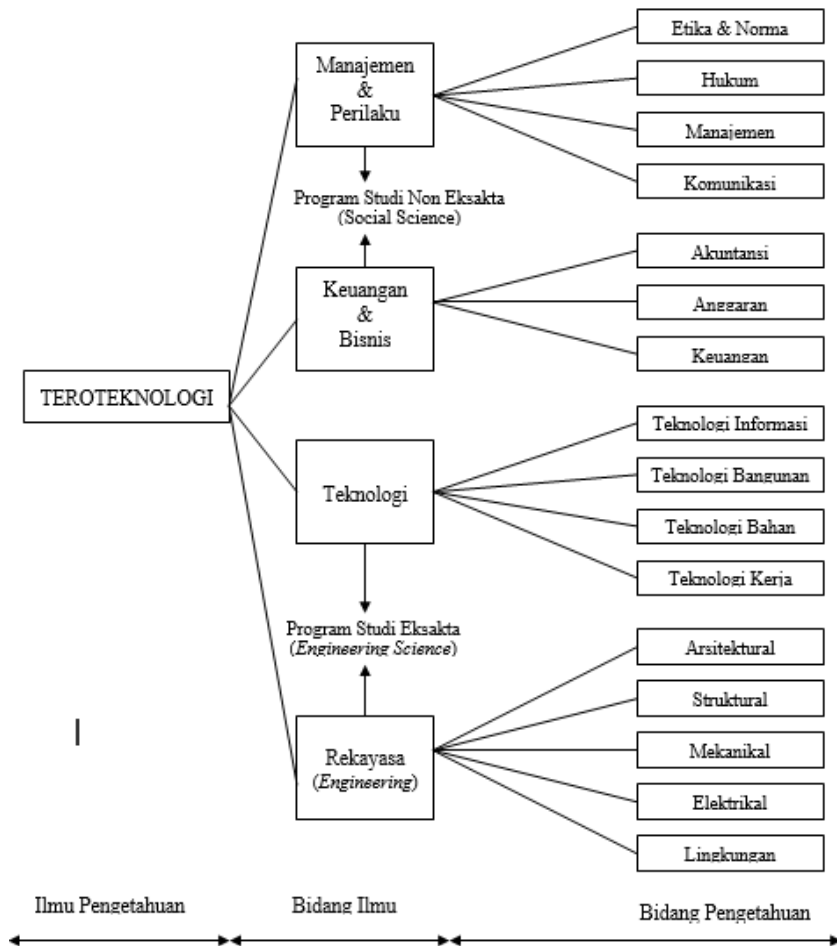 Manajemen
&
Perilaku
Etika & Norma
Hukum
Manajemen
Komunikasi
Program Studi Non Eksakta
(Social Science)
Keuangan
&
Bisnis
Akuntansi
Anggaran
Keuangan
TEROTEKNOLOGI
Teknologi
Teknologi Informasi
Teknologi Bangunan
Teknologi Bahan
Teknologi Kerja
Program Studi Eksakta
(Engineering Science)
Rekayasa
(Engineering)
Arsitektural
Struktural
Mekanikal
Elektrikal
Lingkungan
Ilmu Pengetahuan
Bidang Ilmu
Bidang Pengetahuan